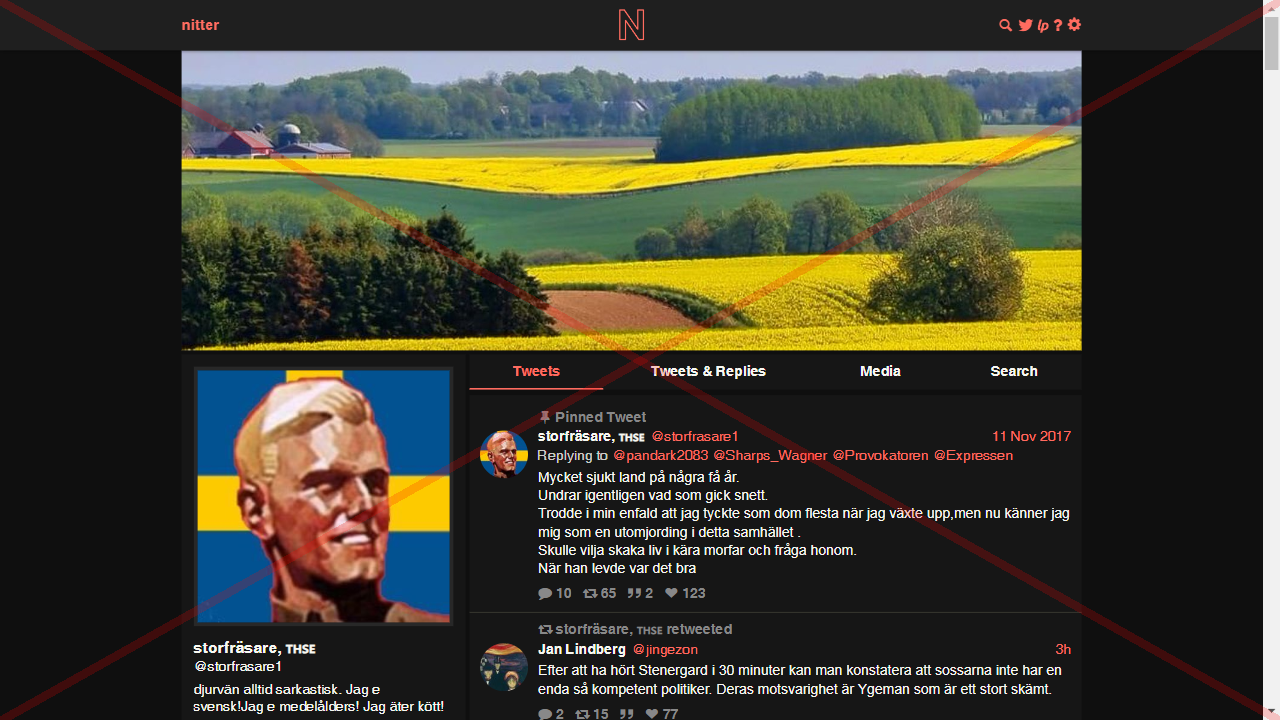 nitter
N
lp ?
Tweets
Tweets & Replies
Media
Search
Pinned Tweet
storfräsare, THSE @storfrasare1 11 Nov 2017
Replying to @pandark2083 @Sharps_Wagner @Provokatoren @Expressen
Mycket sjukt land på några få år.
Undrar igentligen vad som gick snett.
Trodde i min enfald att jag tyckte som dom flesta när jag växte upp,men nu känner jag
mig som en utomjording i detta samhället .
Skulle vilja skaka liv i kära morfar och fråga honom.
När han levde var det bra
10 65 2 123
storfräsare, THSE retweeted
Jan Lindberg @jingezon 3h
Efter att ha hört Stenergard i 30 minuter kan man konstatera att sossarna inte har en
enda så kompetent politiker. Deras motsvarighet är Ygeman som är ett stort skämt.
2 15 77
storfräsare, THSE
@storfrasare1
djurvän alltid sarkastisk. Jag e
svensk!Jag e medelålders! Jag äter kött!